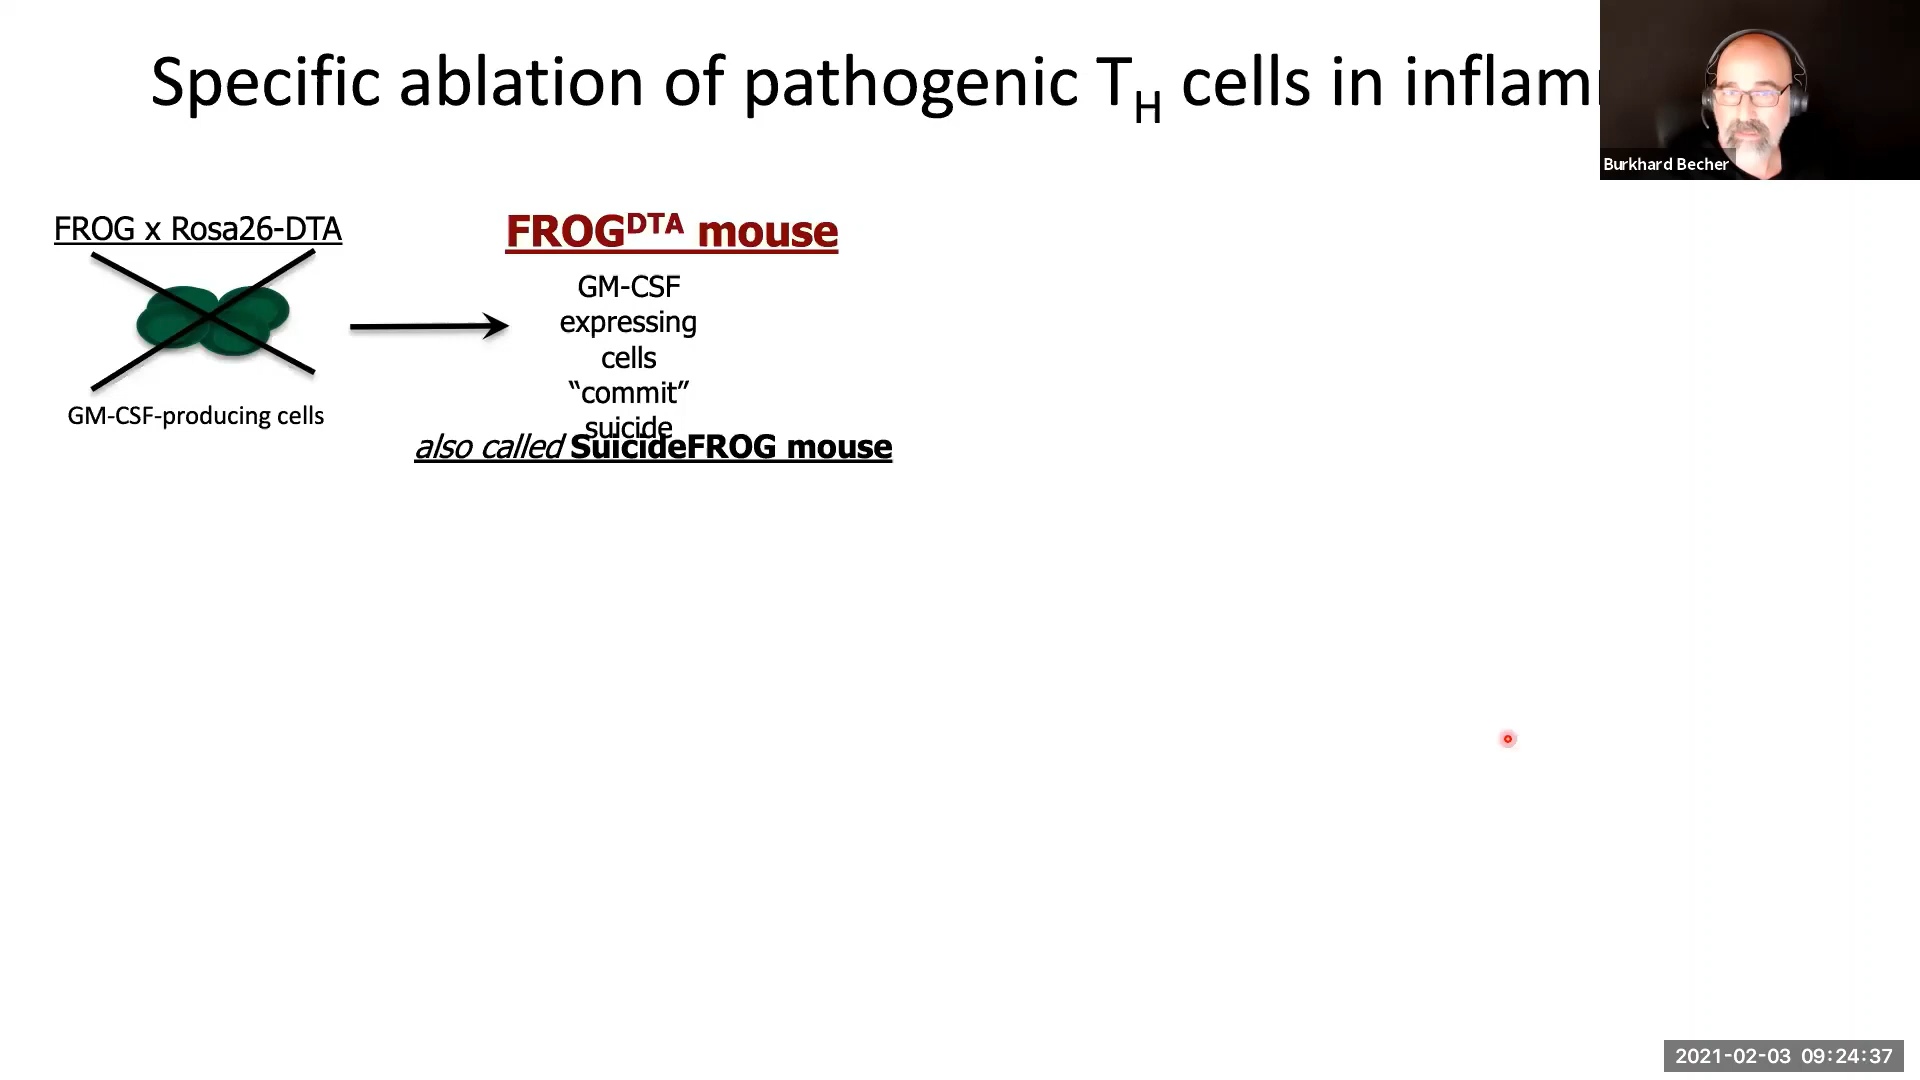 Specific ablation of pathogenic TH cells in inflam
Burkhard Becher
FROG x Rosa26-DTA
GM-CSF-producing cells
FROGDTA mouse
GM-CSF
expressing
cells
“commit”
suicide
also called SuicideFROG mouse
2021-02-03 09:24:37